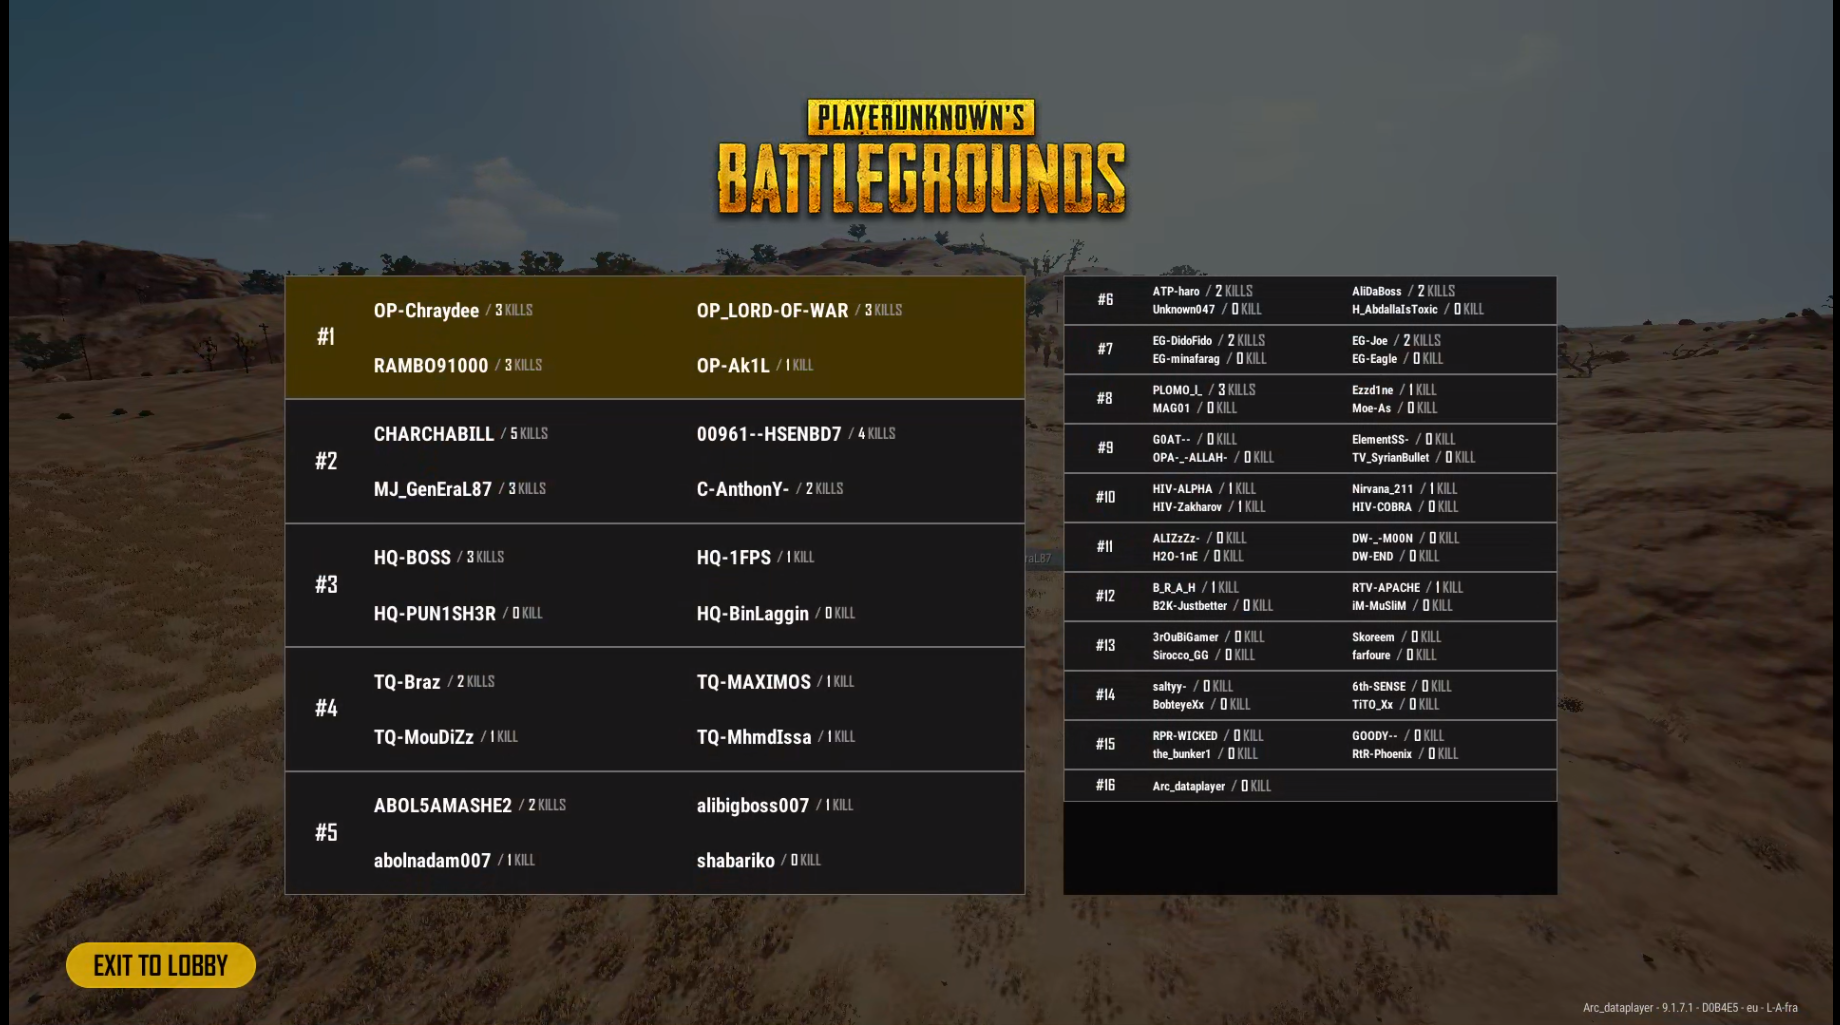 PLAYERUNKNOWN'S
BATTLEGROUNDS
#1
OP-Chraydee / 3 KILLS
OP_LORD-OF-WAR / 3 KILLS
RAMBO91000 / 3 KILLS
OP-Ak1L / 1 KILL
#2
CHARCHABILL / 5 KILLS
00961--HSENBD7 / 4 KILLS
MJ_GenEraL87 / 3 KILLS
C-AnthonY- / 2 KILLS
#3
HQ-BOSS / 3 KILLS
HQ-1FPS / 1 KILL
HQ-PUN1SH3R / 0 KILL
HQ-BinLaggin / 0 KILL
#4
TQ-Braz / 2 KILLS
TQ-MAXIMOS / 1 KILL
TQ-MouDiZz / 1 KILL
TQ-MhmdIssa / 1 KILL
#5
ABOL5AMASHE2 / 2 KILLS
alibigboss007 / 1 KILL
abolnadam007 / 1 KILL
shabariko / 0 KILL
#6
ATP-haro / 2 KILLS
AliDaBoss / 2 KILLS
Unknown047 / 0 KILL
H_AbdallaIsToxic / 0 KILL
#7
EG-DidoFido / 2 KILLS
EG-Joe / 2 KILLS
EG-minafarag / 0 KILL
EG-Eagle / 0 KILL
#8
PLOMO_l_ / 3 KILLS
Ezzd1ne / 1 KILL
MAG01 / 0 KILL
Moe-As / 0 KILL
#9
G0AT-- / 0 KILL
ElementSS- / 0 KILL
OPA-_-ALLAH- / 0 KILL
TV_SyrianBullet / 0 KILL
#10
HIV-ALPHA / 1 KILL
Nirvana_211 / 1 KILL
HIV-Zakharov / 1 KILL
HIV-COBRA / 0 KILL
#11
ALIZzZz- / 0 KILL
DW-_-M00N / 0 KILL
H2O-1nE / 0 KILL
DW-END / 0 KILL
#12
B_R_A_H / 1 KILL
RTV-APACHE / 1 KILL
B2K-Justbetter / 0 KILL
iM-MuSliM / 0 KILL
#13
3rOuBiGamer / 0 KILL
Skoreem / 0 KILL
Sirocco_GG / 0 KILL
farfoure / 0 KILL
#14
saltyy- / 0 KILL
6th-SENSE / 0 KILL
BobteyeXx / 0 KILL
TiTO_Xx / 0 KILL
#15
RPR-WICKED / 0 KILL
GOODY-- / 0 KILL
the_bunker1 / 0 KILL
RtR-Phoenix / 0 KILL
#16
Arc_dataplayer / 0 KILL
raL87
EXIT TO LOBBY
Arc_dataplayer - 9.1.7.1 - D0B4E5 - eu - L-A-fra